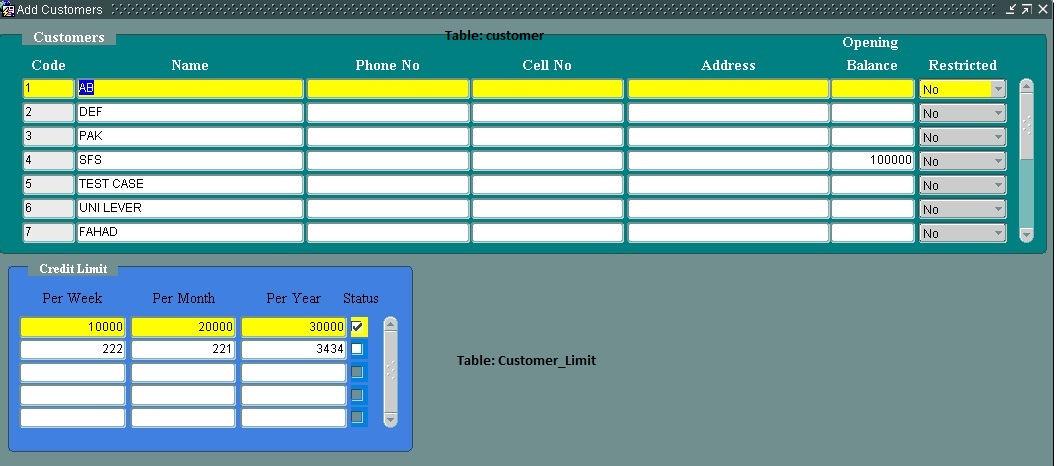 Add Customers
Customers
Table: customer
Code Name Phone No Cell No Address Opening Balance Restricted
1 AB No
2 DEF No
3 PAK No
4 SFS 100000 No
5 TEST CASE No
6 UNI LEVER No
7 FAHAD No
Credit Limit
Per Week Per Month Per Year Status
10000 20000 30000
222 221 3434
Table: Customer_Limit